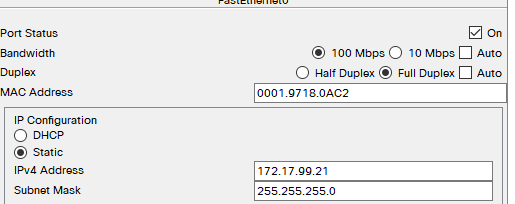 FastEthernet0
Port Status On
Bandwidth 100 Mbps 10 Mbps Auto
Duplex Half Duplex Full Duplex Auto
MAC Address 0001.9718.0AC2
IP Configuration
DHCP
Static
IPv4 Address 172.17.99.21
Subnet Mask 255.255.255.0